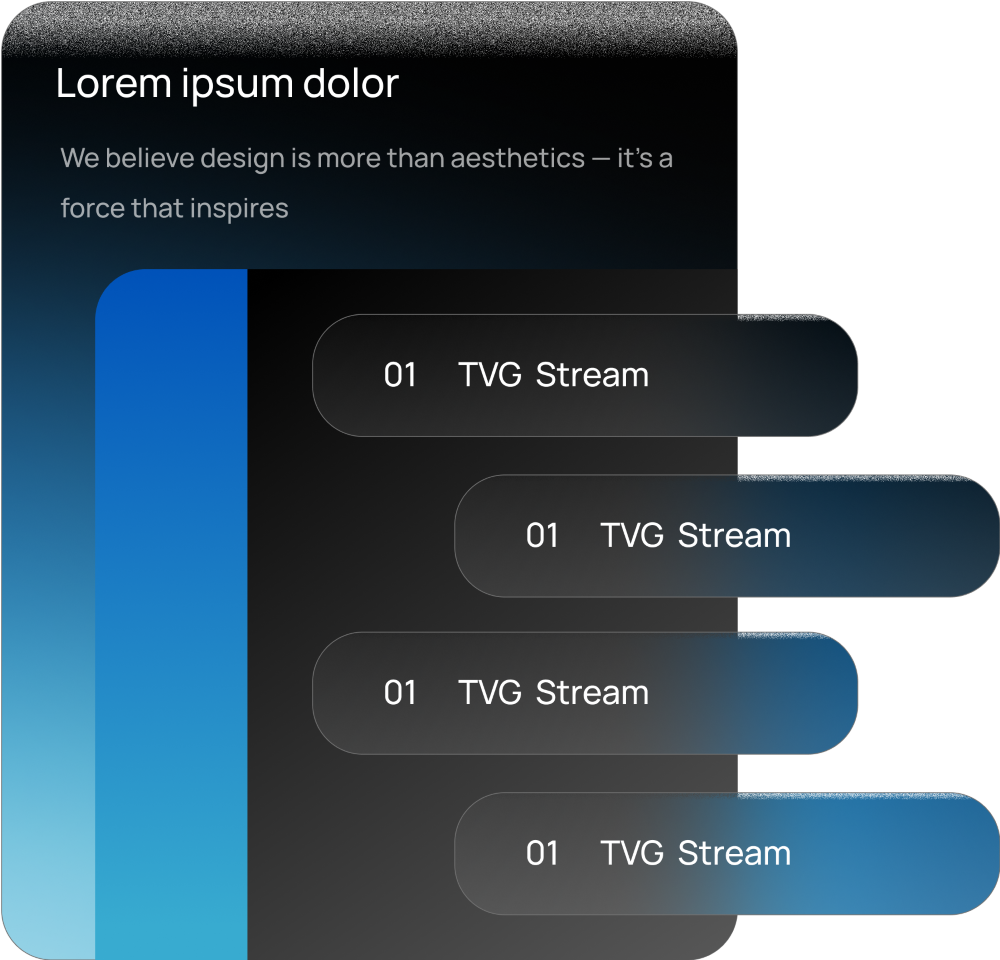 Lorem ipsum dolor
We believe design is more than aesthetics — it's a
force that inspires
01 TVG Stream
01 TVG Stream
01 TVG Stream
01 TVG Stream